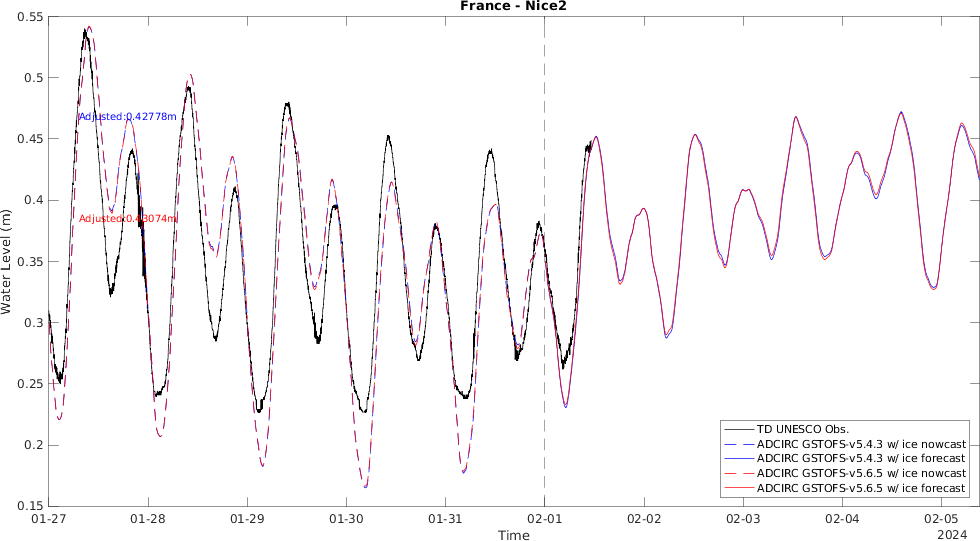 France - Nice2
0.55
0.5
0.45
0.4
0.35
0.3
0.25
0.2
0.15
Water Level (m)
Adjusted:0.42778m
Adjusted:0.43074m
TD UNESCO Obs.
ADCIRC GSTOFS-v5.4.3 w/ ice nowcast
ADCIRC GSTOFS-v5.4.3 w/ ice forecast
ADCIRC GSTOFS-v5.6.5 w/ ice nowcast
ADCIRC GSTOFS-v5.6.5 w/ ice forecast
01-27 01-28 01-29 01-30 01-31 02-01 02-02 02-03 02-04 02-05
Time
2024